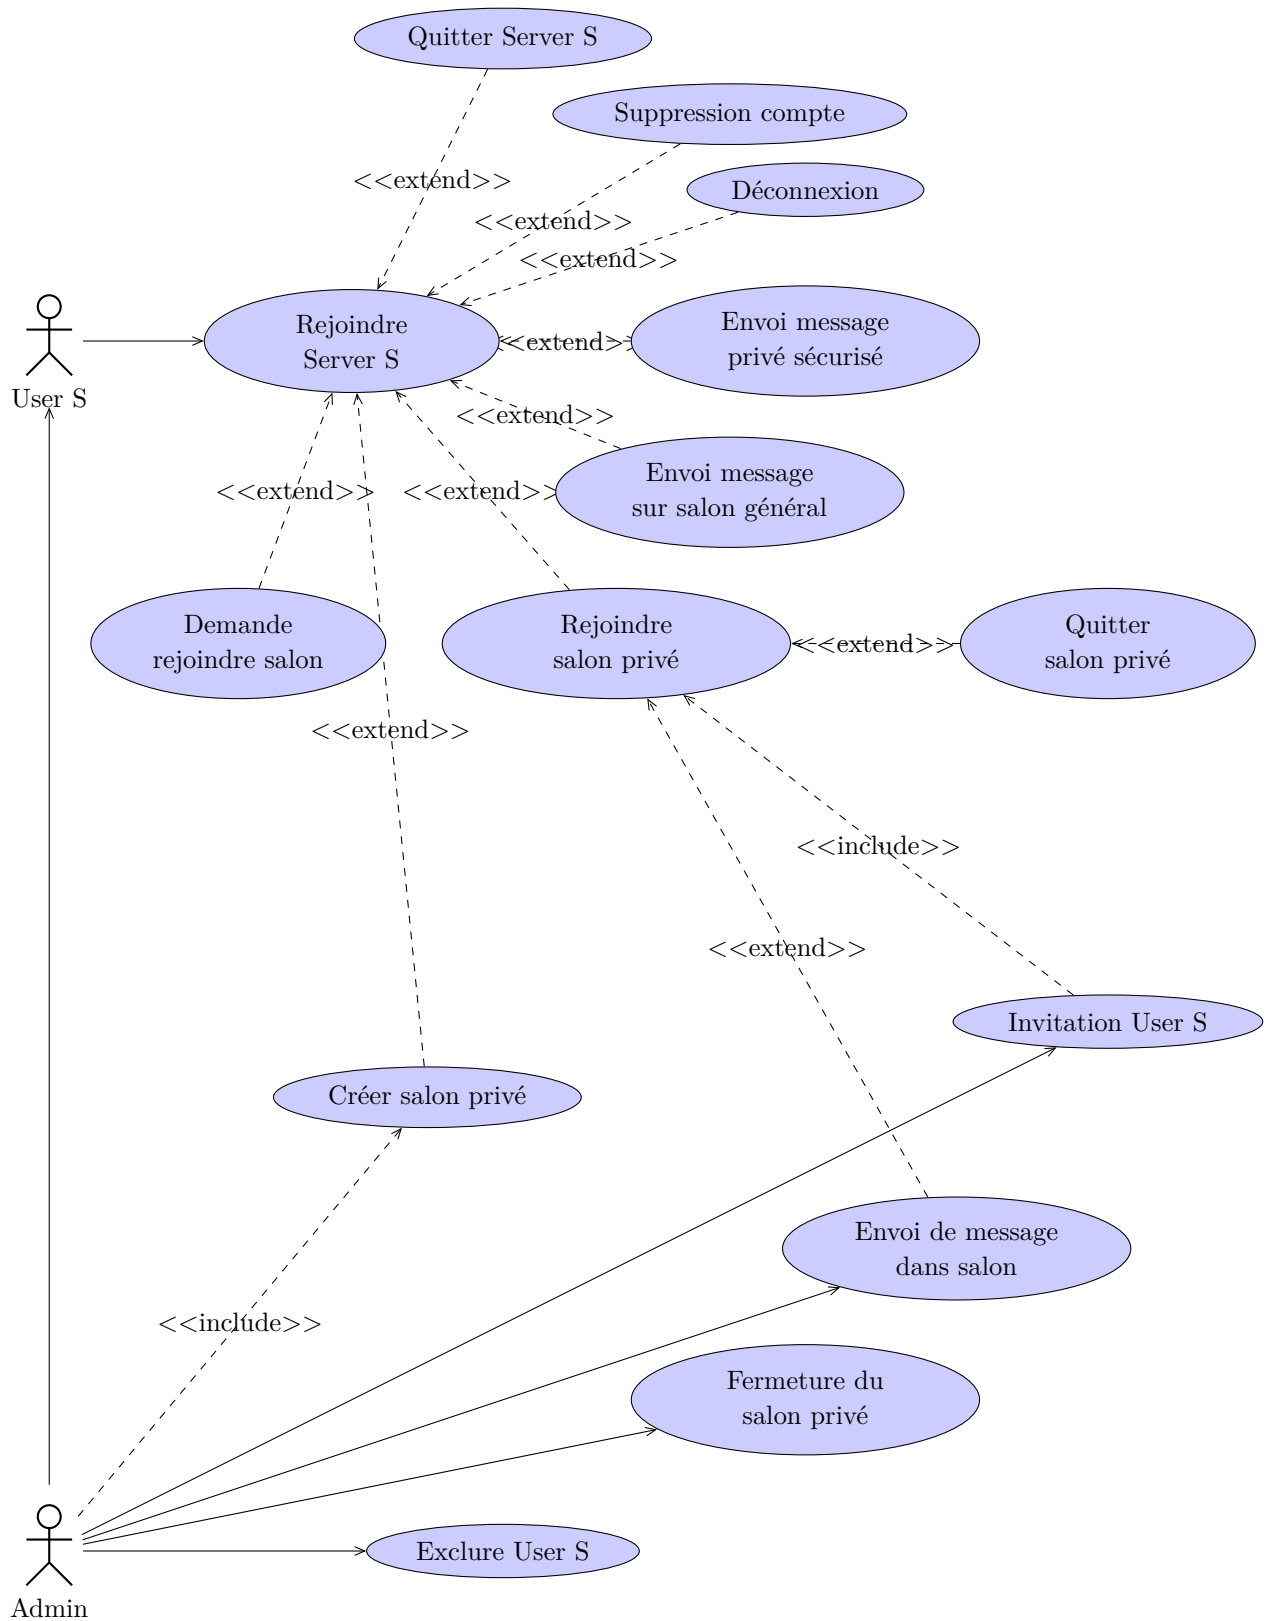 Quitter Server S
Suppression compte
<<extend>>
Déconnexion
<<extend>>
<<extend>>
Rejoindre
Server S
<<extend>>
Envoi message
privé sécurisé
User S
<<extend>>
Envoi message
sur salon général
<<extend>>
<<extend>>
Demande
rejoindre salon
Rejoindre
salon privé
<<extend>>
Quitter
salon privé
<<extend>>
<<include>>
<<extend>>
Invitation User S
Créer salon privé
Envoi de message
dans salon
<<include>>
Fermeture du
salon privé
Exclure User S
Admin